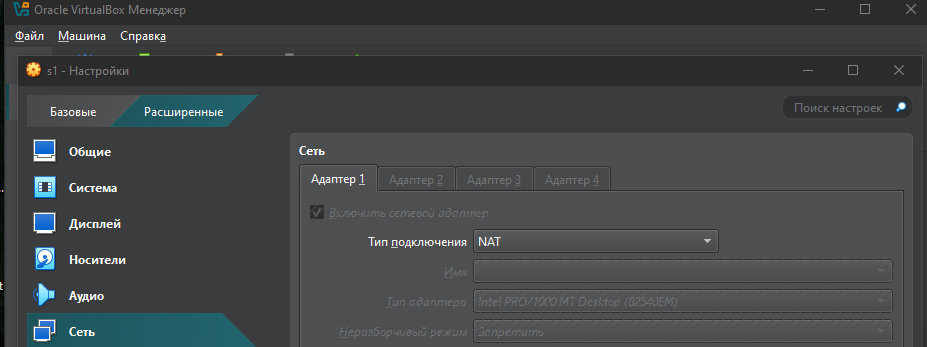 Oracle VirtualBox Менеджер
Файл Машина Справка
s1 - Настройки
Базовые Расширенные
Поиск настроек
Общие
Система
Дисплей
Носители
Аудио
Сеть
Сеть
Адаптер 1 Адаптер 2 Адаптер 3 Адаптер 4
Включить сетевой адаптер
Тип подключения NAT
Имя
Тип адаптера Intel PRO/1000 MT Desktop (82540EM)
Неразборчивый режим Запретить